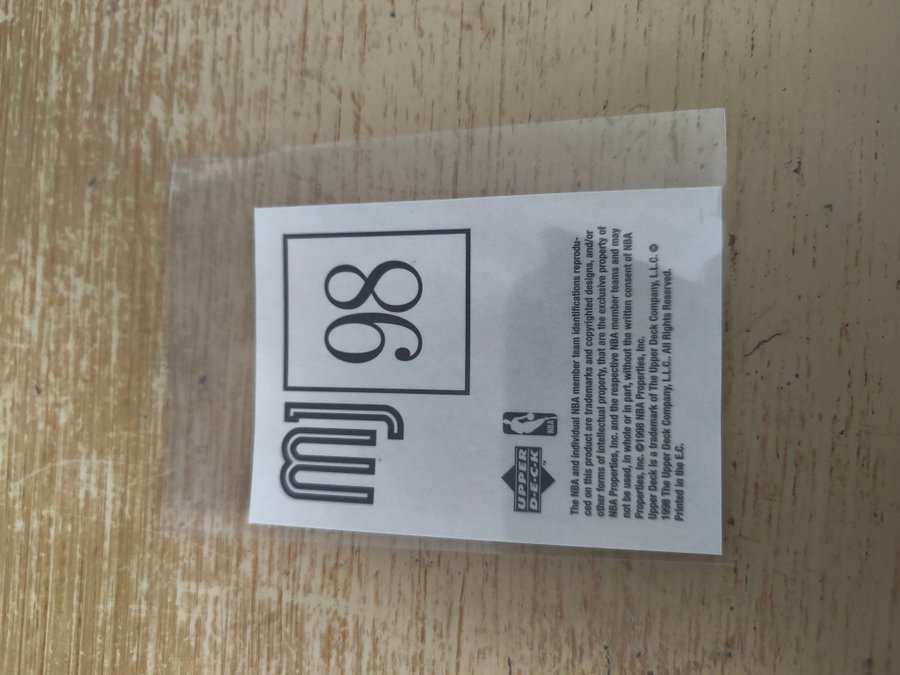 MJ
98
UPPER
D·E·C·K
NBA
The NBA and individual NBA member team identifications reprodu-
ced on this product are trademarks and copyrighted designs, and/or
other forms of intellectual property, that are the exclusive property of
NBA Properties, Inc. and the respective NBA member teams and may
not be used, in whole or in part, without the written consent of NBA
Properties, Inc. ©1998 NBA Properties, Inc.
Upper Deck is a trademark of The Upper Deck Company, L.L.C. ©
1998 The Upper Deck Company, L.L.C.. All Rights Reserved.
Printed in the E.C.